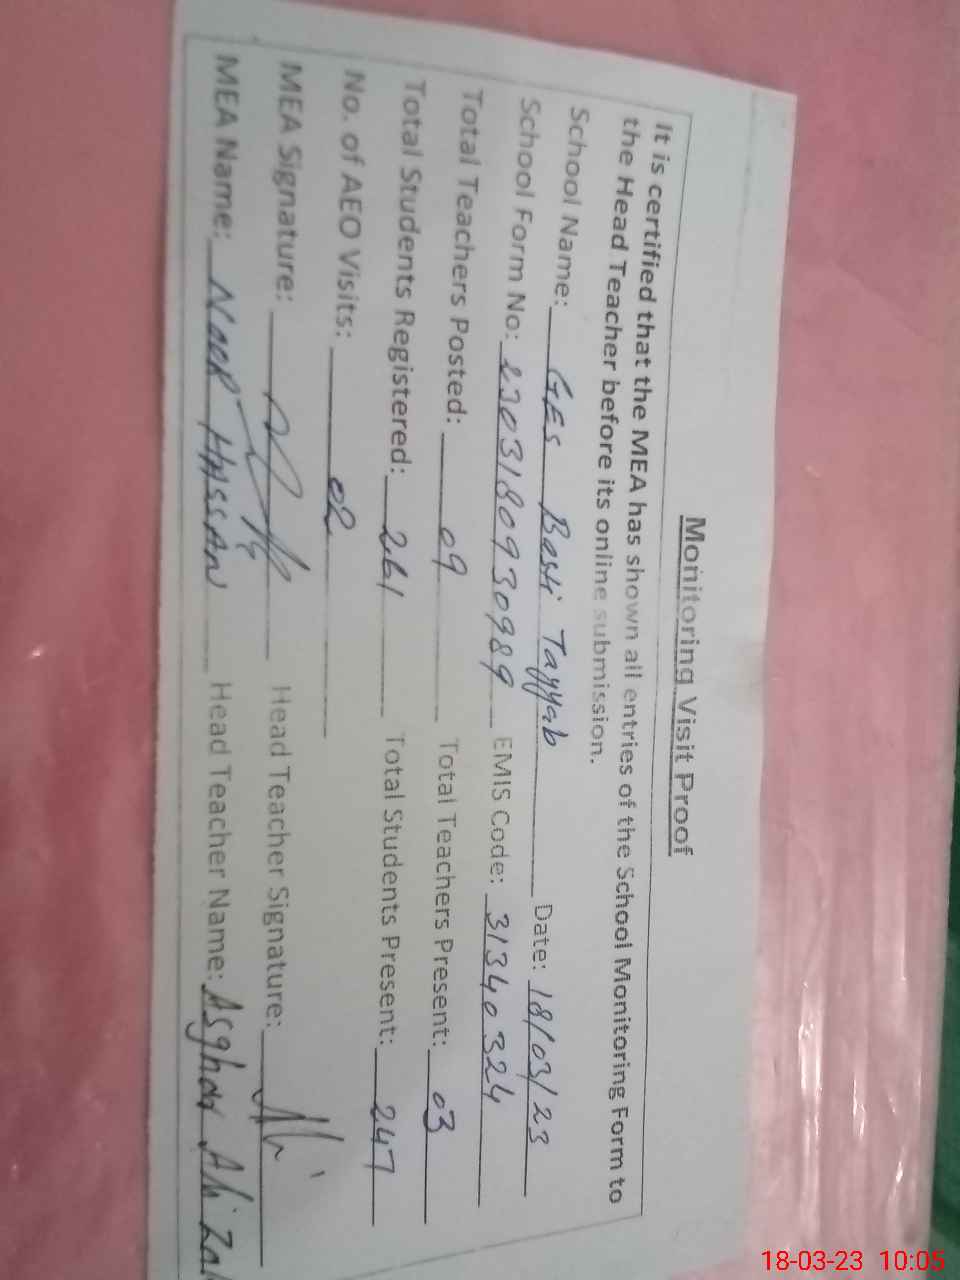 Monitoring Visit Proof
It is certified that the MEA has shown all entries of the School Monitoring Form to
the Head Teacher before its online submission.
School Name: GES Basti Tayyab Date: 18/03/23
School Form No: 230318093098９ EMIS Code: 31340324
Total Teachers Posted: 09 Total Teachers Present: 03
Total Students Registered: 261 Total Students Present: 247
No. of AEO Visits: 02
MEA Signature: Head Teacher Signature:
MEA Name: Noor Hassan Head Teacher Name: Asghar Ali
18-03-23 10:05